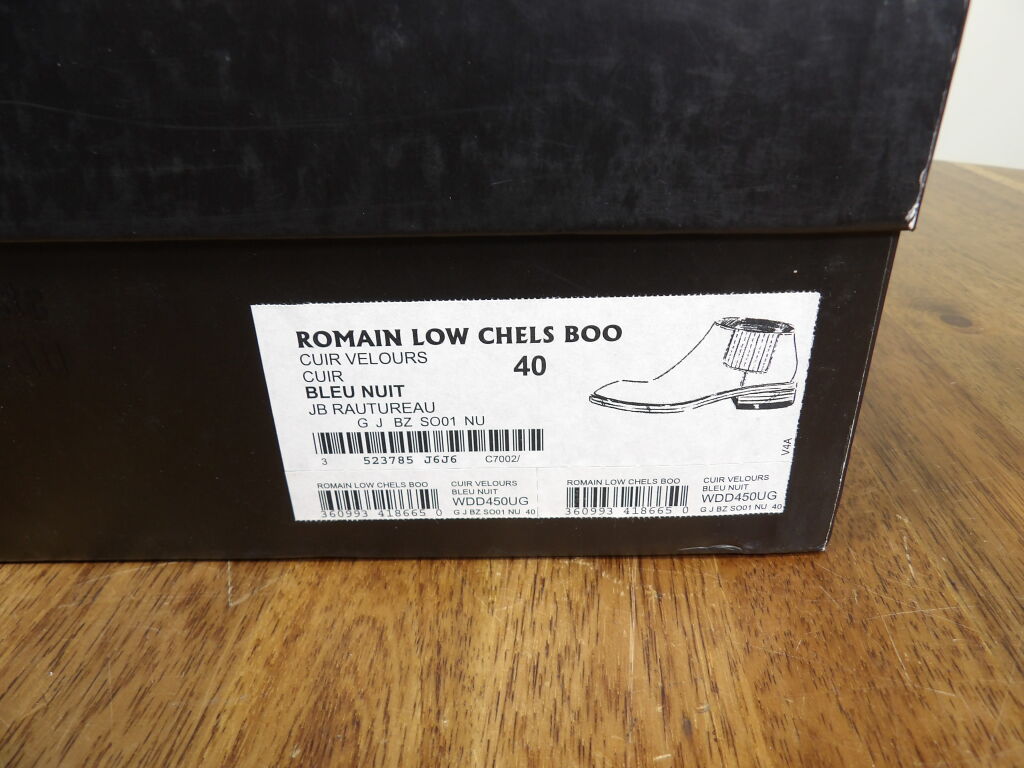 ROMAIN LOW CHELS BOO
CUIR VELOURS
40
CUIR
BLEU NUIT
JB RAUTUREAU
G J BZ SO01 NU
3 523785 J6J6 C7002/
V4A
ROMAIN LOW CHELS BOO
CUIR VELOURS
BLEU NUIT
WDD450UG
360993 418665 0
G J BZ SO01 NU 40
ROMAIN LOW CHELS BOO
CUIR VELOURS
BLEU NUIT
WDD450UG
360993 418665 0
G J BZ SO01 NU 40